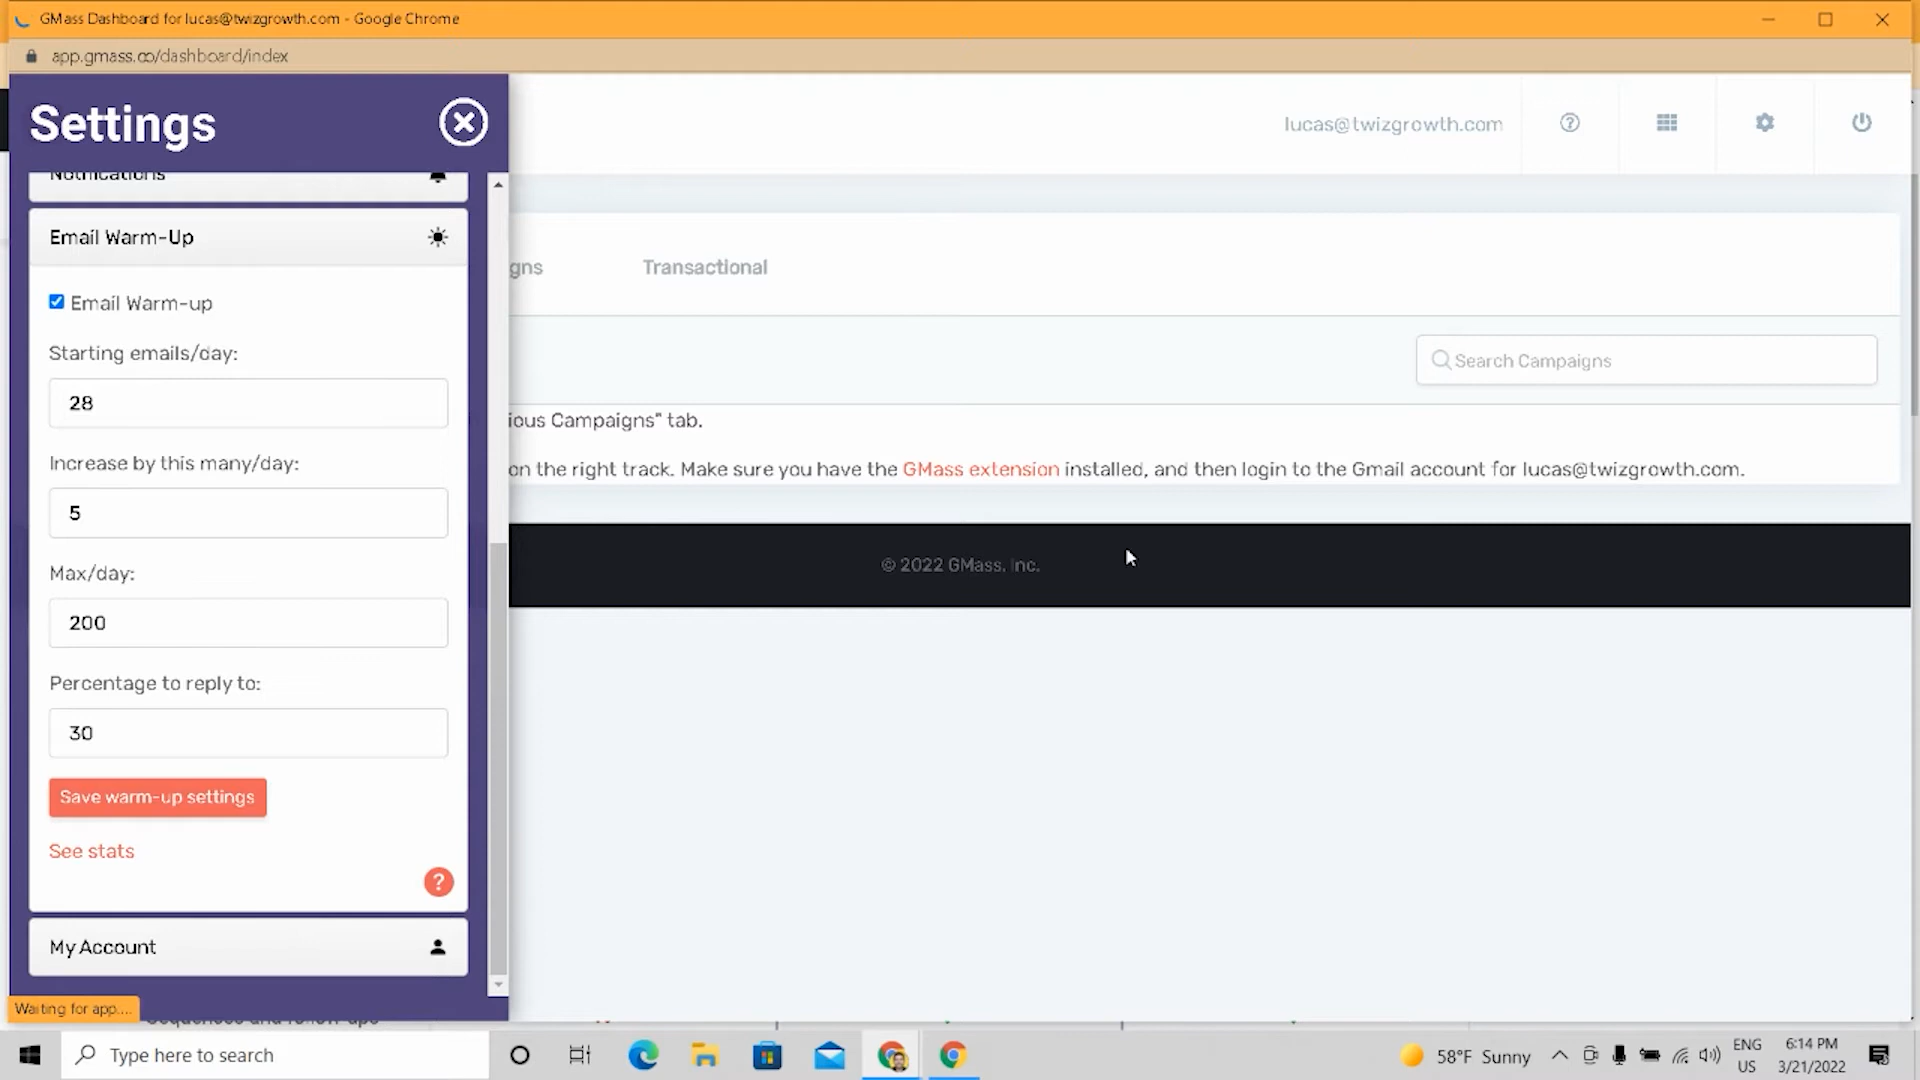 GMass Dashboard for lucas@twizgrowth.com - Google Chrome
app.gmass.co/dashboard/index
Settings
lucas@twizgrowth.com
Notifications
Email Warm-Up
gns
Transactional
Email Warm-up
Starting emails/day:
28
Search Campaigns
ious Campaigns" tab.
Increase by this many/day:
on the right track. Make sure you have the GMass extension installed, and then login to the Gmail account for lucas@twizgrowth.com.
5
Max/day:
© 2022 GMass. Inc.
200
Percentage to reply to:
30
Save warm-up settings
See stats
?
My Account
Waiting for app....
Type here to search
58°F Sunny
ENG
US
6:14 PM
3/21/2022